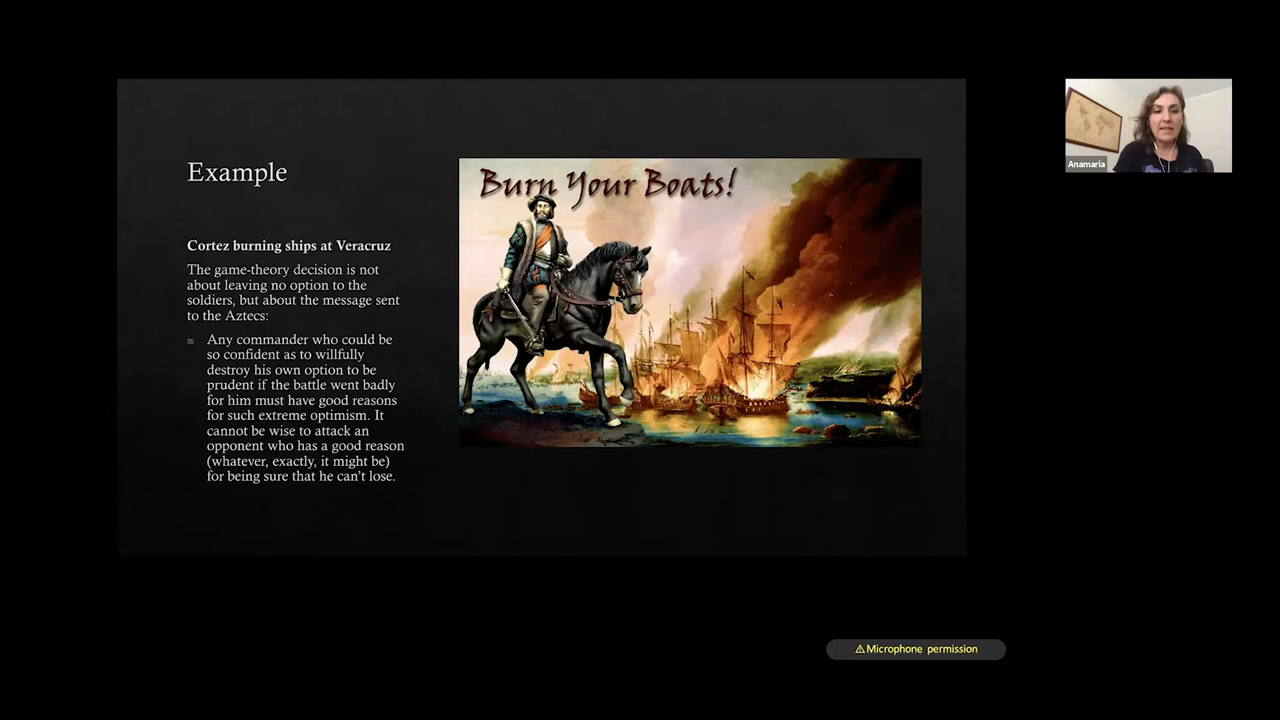 Example
Cortez burning ships at Veracruz
The game-theory decision is not
about leaving no option to the
soldiers, but about the message sent
to the Aztecs:
Any commander who could be
so confident as to willfully
destroy his own option to be
prudent if the battle went badly
for him must have good reasons
for such extreme optimism. It
cannot be wise to attack an
opponent who has a good reason
(whatever, exactly, it might be)
for being sure that he can't lose.
Burn Your Boats!
Anamaria
⚠Microphone permission